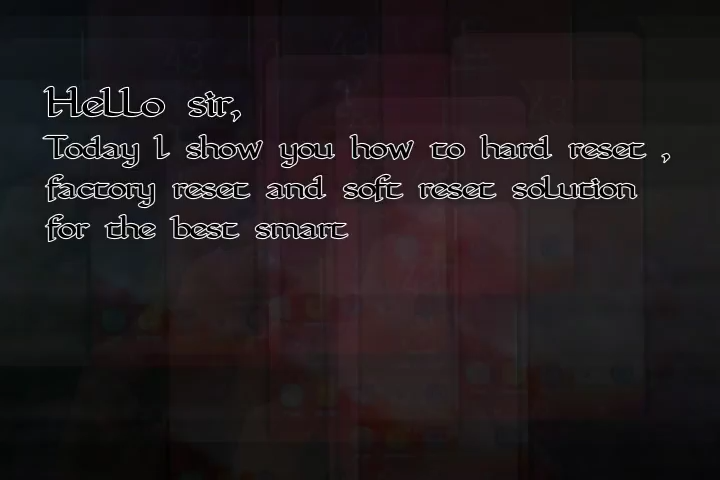 Hello sir,
Today I show you how to hard reset ,
factory reset and soft reset solution
for the best smart